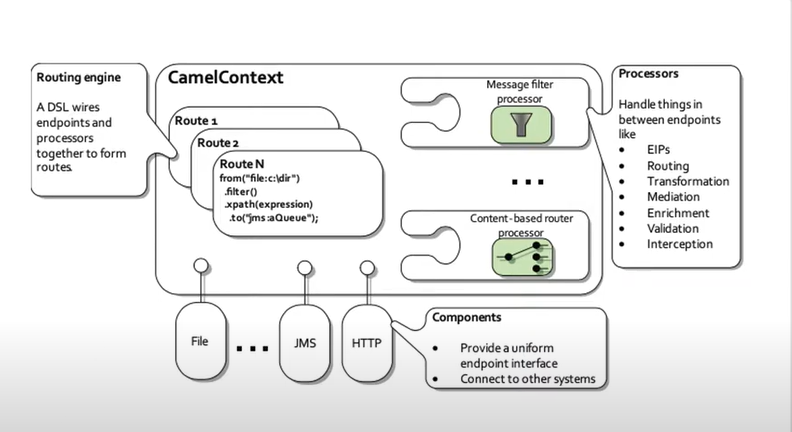 Routing engine
A DSL wires
endpoints and
processors
together to form
routes.
CamelContext
Route 1
Route 2
Route N
from("file:c:\dir")
.filter()
.xpath(expression)
.to("jms:aQueue");
Message filter
processor
...
Content-based router
processor
Processors
Handle things in
between endpoints
like
• EIPs
• Routing
• Transformation
• Mediation
• Enrichment
• Validation
• Interception
File
...
JMS
HTTP
Components
• Provide a uniform
endpoint interface
• Connect to other systems